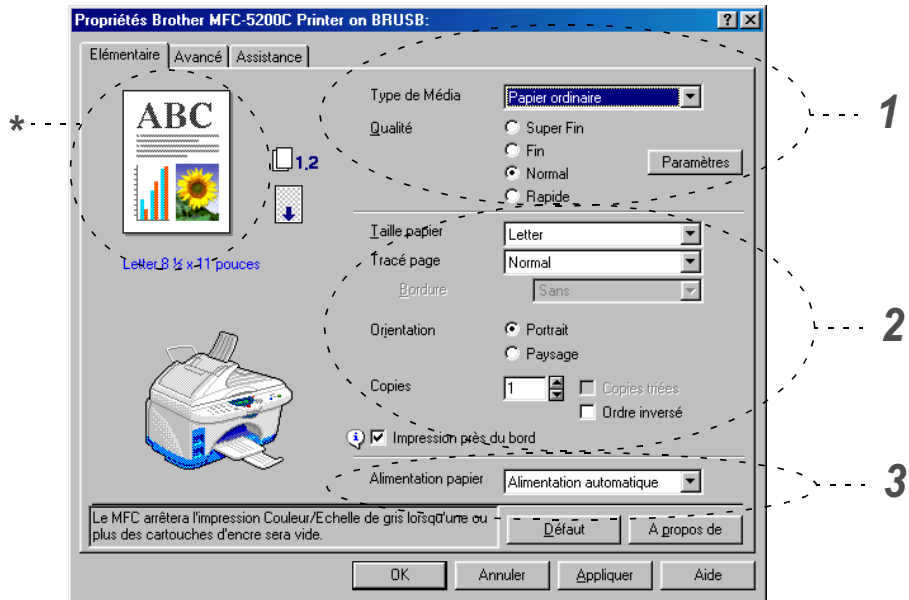 Propriétés Brother MFC-5200C Printer on BRUSB:
Elémentaire Avancé Assistance
*
ABC
1,2
Letter 8 ½ x 11 pouces
Type de Média Papier ordinaire
Qualité Super Fin
Fin
Normal
Rapide
Paramètres
1
Taille papier Letter
Tracé page Normal
Bordure Sans
Orientation Portrait
Paysage
Copies 1 Copies triées
Ordre inversé
Impression près du bord
2
Alimentation papier Alimentation automatique
3
Le MFC arrêtera l'impression Couleur/Echelle de gris lorsqu'une ou
plus des cartouches d'encre sera vide.
Défaut A propos de
OK Annuler Appliquer Aide